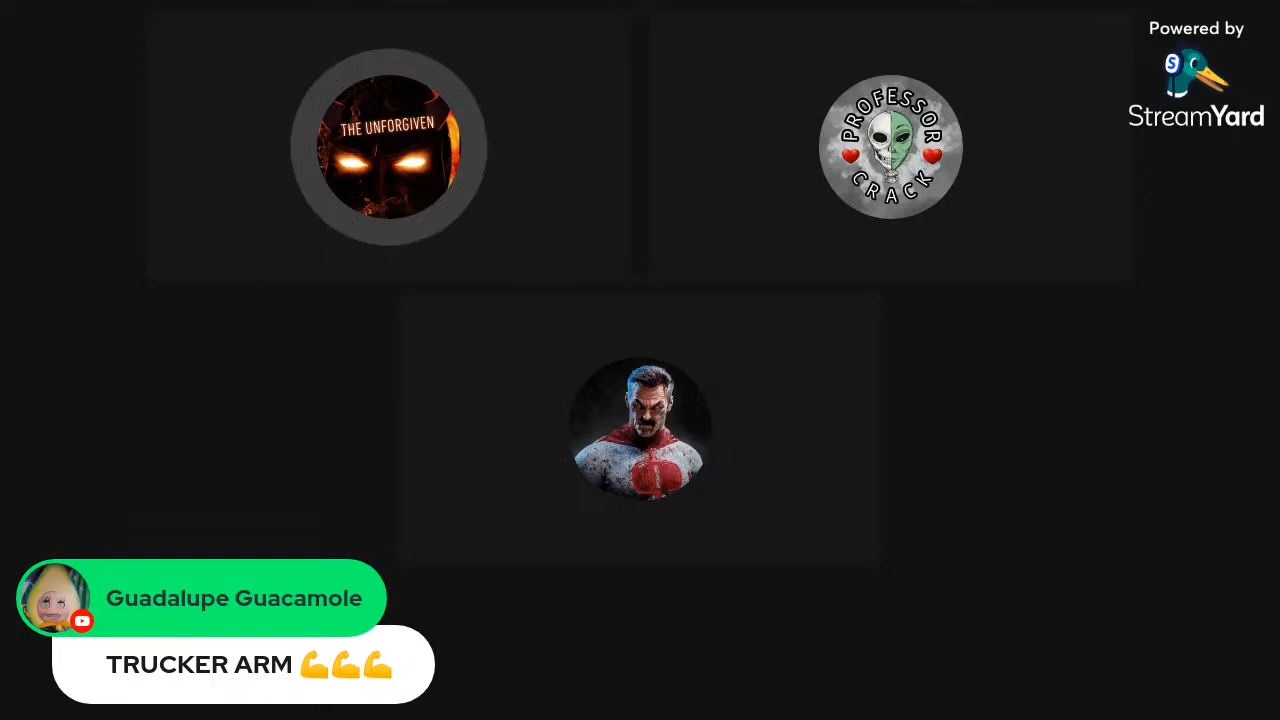 Powered by
StreamYard
THE UNFORGIVEN
PROFESSOR
CRACK
S
Guadalupe Guacamole
TRUCKER ARM 💪💪💪